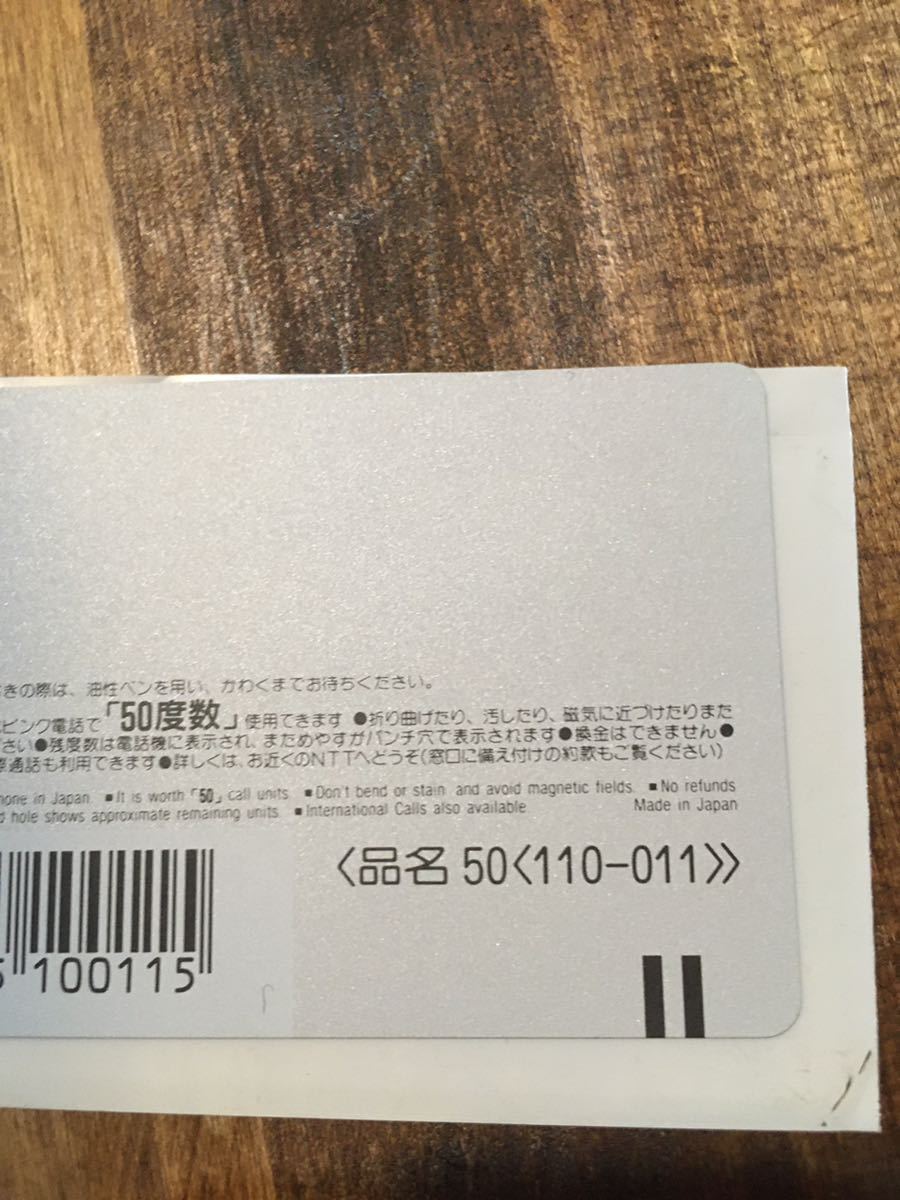 きの際は、油性ペンを用い、かわくまでお待ちください。
ピンク電話で「50度数」使用できます ●折り曲げたり、汚したり、磁気に近づけたりまた
さい●残度数は電話機に表示され、まためやすがパンチ穴で表示されます●換金はできません●
際通話も利用できます●詳しくは、お近くのNTTへどうぞ(窓口に備え付けの約款もご覧ください)
one in Japan. ■It is worth「50」call units. ■Don't bend or stain. and avoid magnetic fields. ■No refunds
hole shows approximate remaining units. ■International Calls also available. Made in Japan
〈品名 50〈110-011〉〉
100115